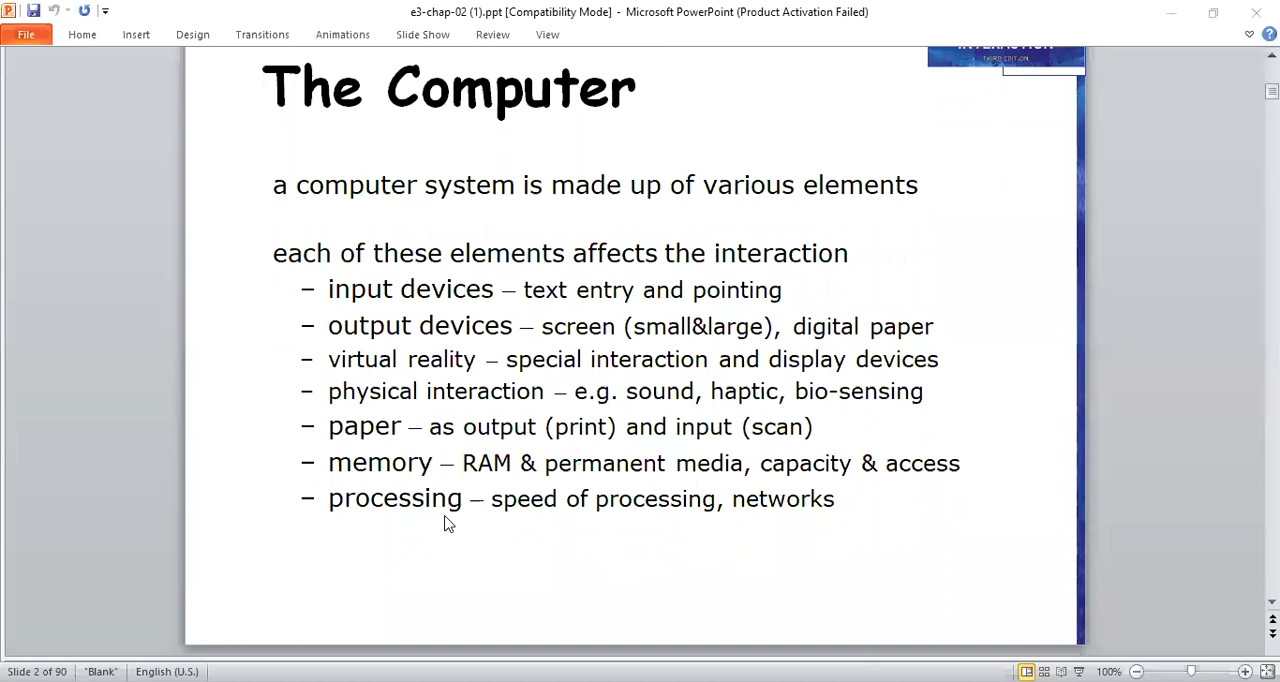 e3-chap-02 (1).ppt [Compatibility Mode] - Microsoft PowerPoint (Product Activation Failed)
File Home Insert Design Transitions Animations Slide Show Review View
THIRD EDITION
The Computer
a computer system is made up of various elements
each of these elements affects the interaction
– input devices – text entry and pointing
– output devices – screen (small&large), digital paper
– virtual reality – special interaction and display devices
– physical interaction – e.g. sound, haptic, bio-sensing
– paper – as output (print) and input (scan)
– memory – RAM & permanent media, capacity & access
– processing – speed of processing, networks
Slide 2 of 90 "Blank" English (U.S.) 100%